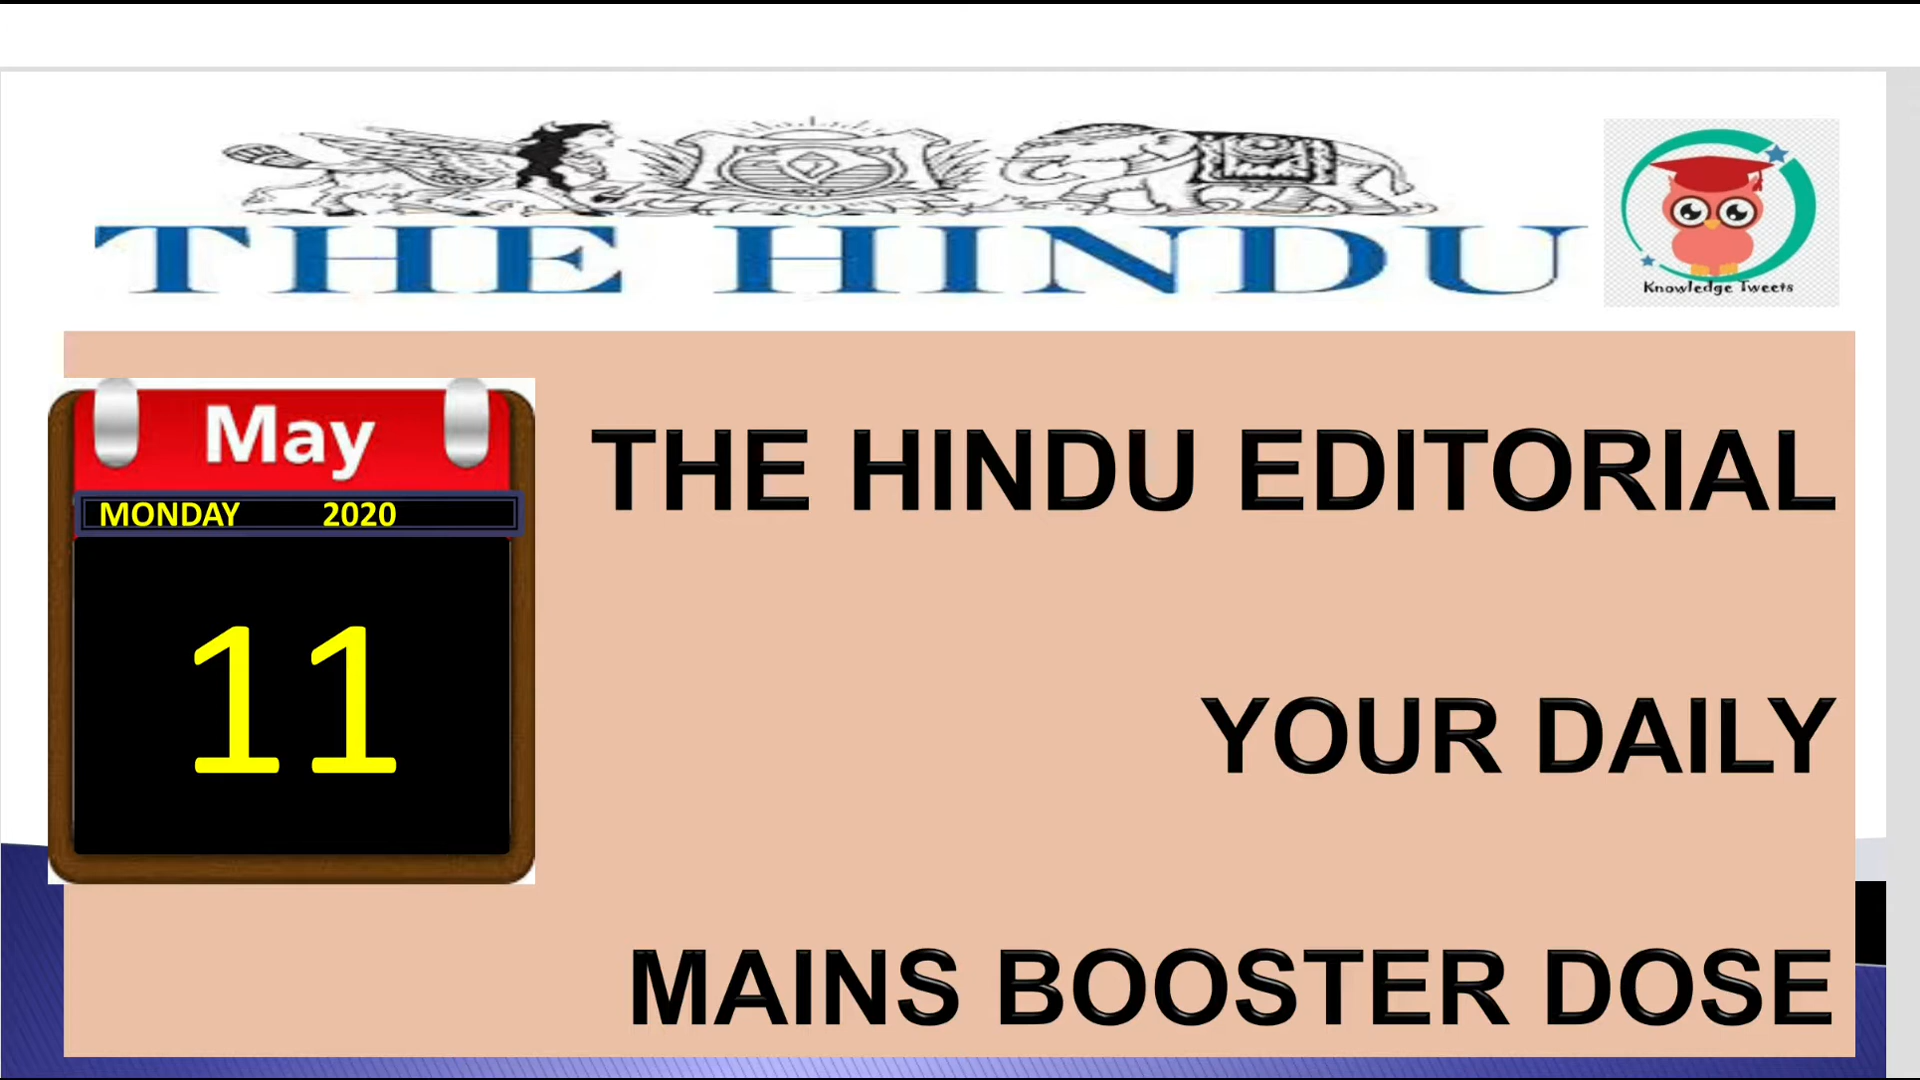 THE HINDU
Knowledge Tweets
May
MONDAY 2020
11
THE HINDU EDITORIAL
YOUR DAILY
MAINS BOOSTER DOSE